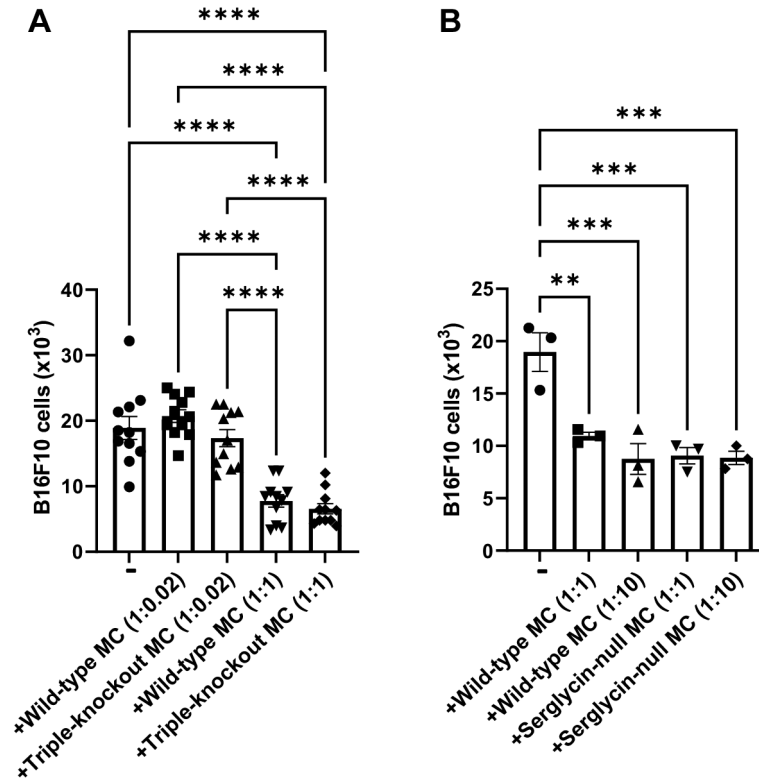 A
****
****
****
****
****
****
B16F10 cells (x10³)
40
30
20
10
0
-
+Wild-type MC (1:0.02)
+Triple-knockout MC (1:0.02)
+Wild-type MC (1:1)
+Triple-knockout MC (1:1)
B
***
***
***
**
B16F10 cells (x10³)
25
20
15
10
5
0
-
+Wild-type MC (1:1)
+Wild-type MC (1:10)
+Serglycin-null MC (1:1)
+Serglycin-null MC (1:10)